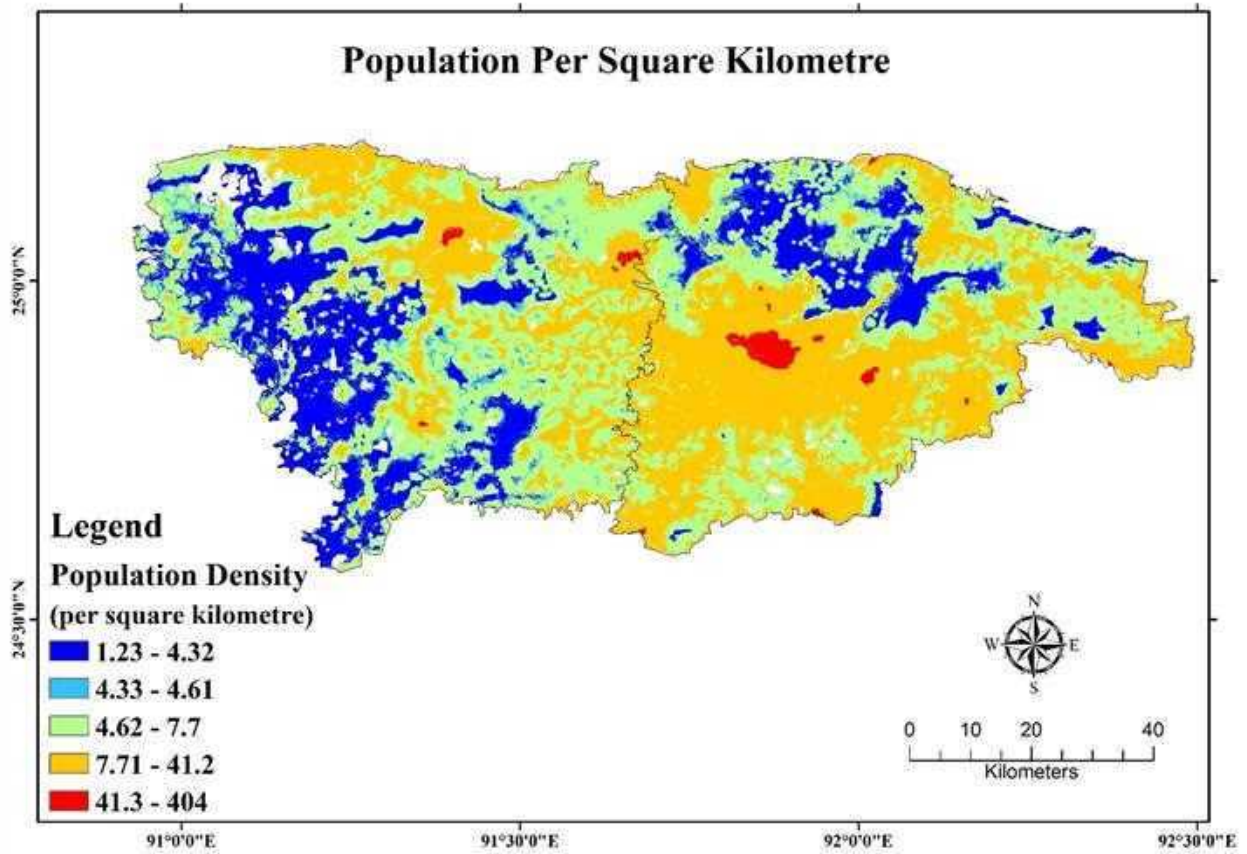 Population Per Square Kilometre
25°0'0"N
24°30'0"N
Legend
Population Density
(per square kilometre)
1.23 - 4.32
4.33 - 4.61
4.62 - 7.7
7.71 - 41.2
41.3 - 404
N
W E
S
0 10 20 40
Kilometers
91°0'0"E 91°30'0"E 92°0'0"E 92°30'0"E